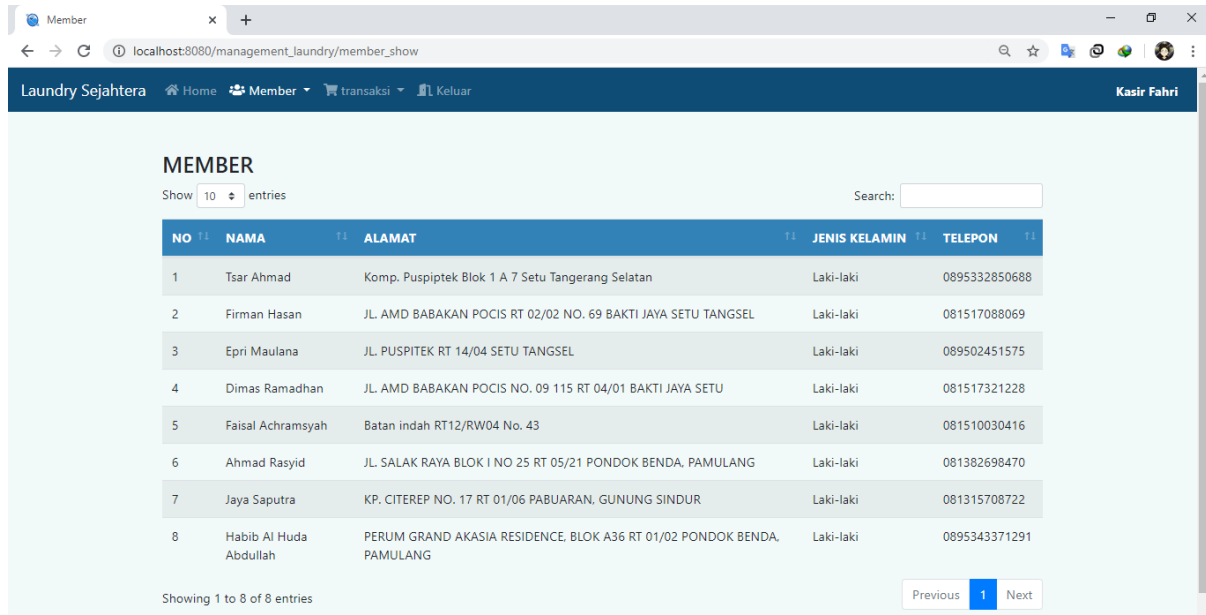 Member
localhost:8080/management_laundry/member_show
Laundry Sejahtera Home Member transaksi Keluar Kasir Fahri
MEMBER
Show 10 entries Search:
NO NAMA ALAMAT JENIS KELAMIN TELEPON
1 Tsar Ahmad Komp. Puspiptek Blok 1 A 7 Setu Tangerang Selatan Laki-laki 0895332850688
2 Firman Hasan JL. AMD BABAKAN POCIS RT 02/02 NO. 69 BAKTI JAYA SETU TANGSEL Laki-laki 081517088069
3 Epri Maulana JL. PUSPITEK RT 14/04 SETU TANGSEL Laki-laki 089502451575
4 Dimas Ramadhan JL. AMD BABAKAN POCIS NO. 09 115 RT 04/01 BAKTI JAYA SETU Laki-laki 081517321228
5 Faisal Achramsyah Batan indah RT12/RW04 No. 43 Laki-laki 081510030416
6 Ahmad Rasyid JL. SALAK RAYA BLOK I NO 25 RT 05/21 PONDOK BENDA, PAMULANG Laki-laki 081382698470
7 Jaya Saputra KP. CITEREP NO. 17 RT 01/06 PABUARAN, GUNUNG SINDUR Laki-laki 081315708722
8 Habib Al Huda PERUM GRAND AKASIA RESIDENCE, BLOK A36 RT 01/02 PONDOK BENDA, Laki-laki 0895343371291
Abdullah PAMULANG
Showing 1 to 8 of 8 entries Previous 1 Next